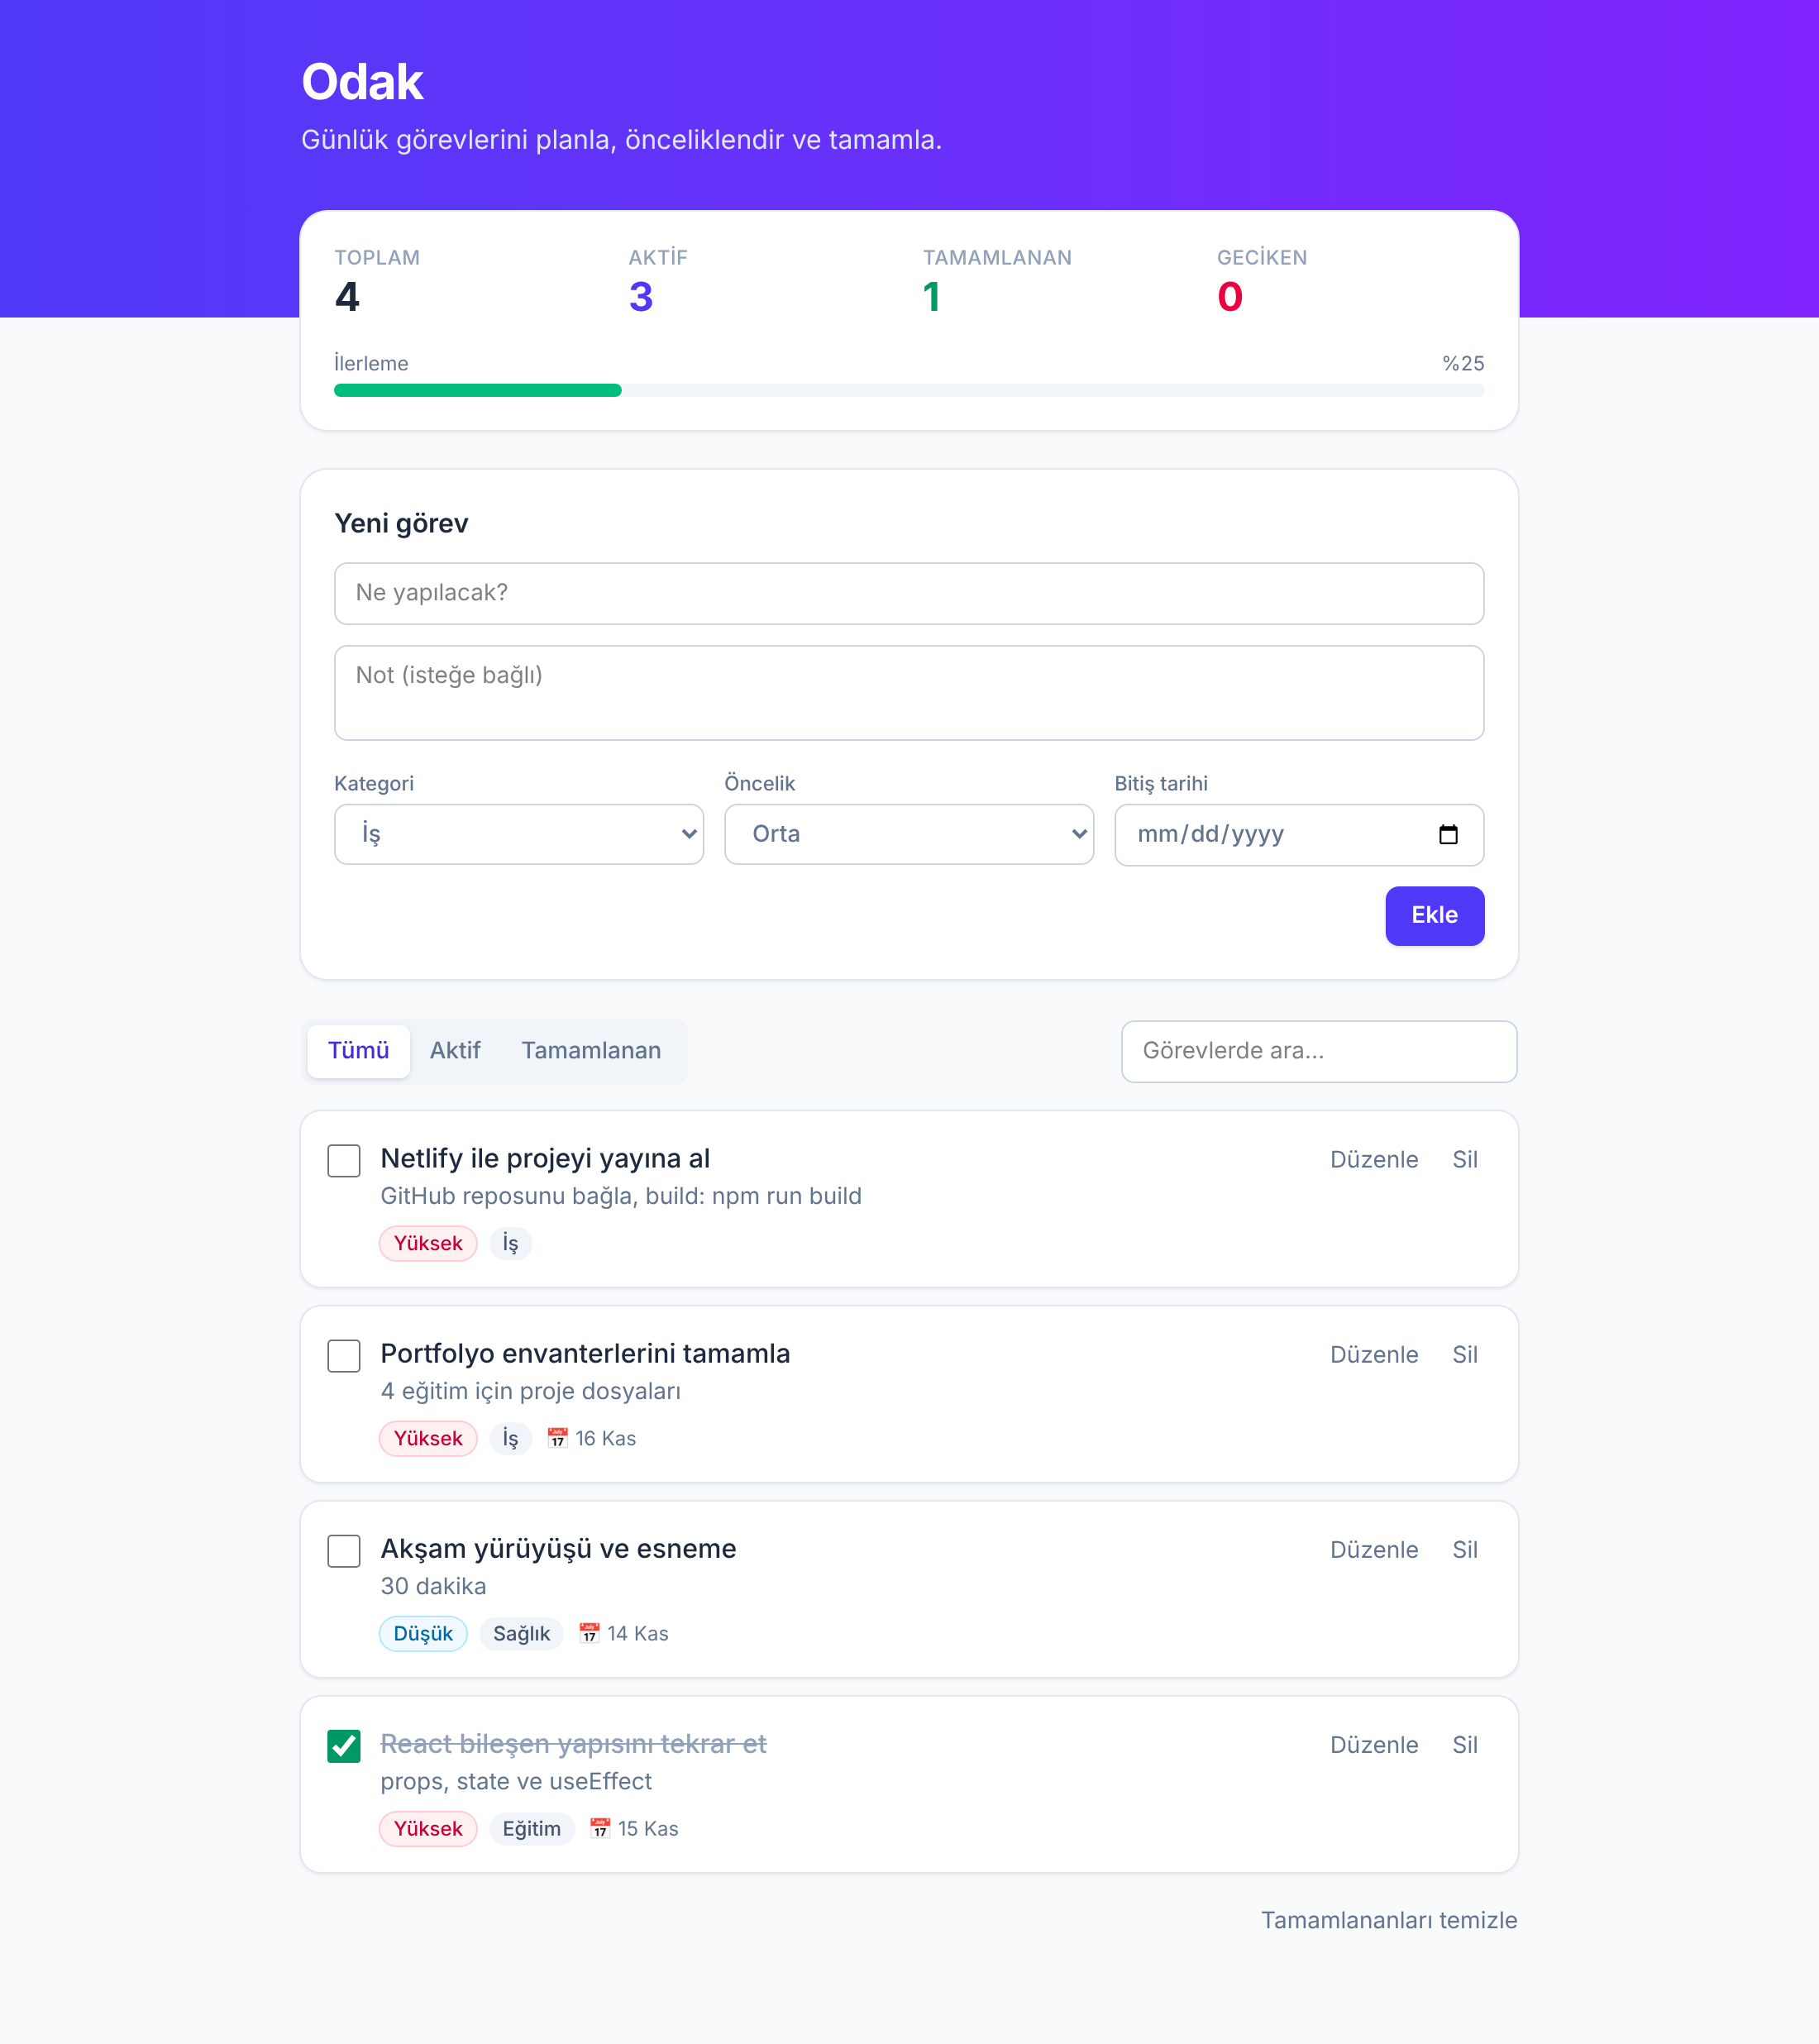 Odak
Günlük görevlerini planla, önceliklendir ve tamamla.
TOPLAM AKTİF TAMAMLANAN GECİKEN
4 3 1 0
İlerleme %25
Yeni görev
Ne yapılacak?
Not (isteğe bağlı)
Kategori Öncelik Bitiş tarihi
İş Orta mm/dd/yyyy
Ekle
Tümü Aktif Tamamlanan Görevlerde ara...
Netlify ile projeyi yayına al Düzenle Sil
GitHub reposunu bağla, build: npm run build
Yüksek İş
Portfolyo envanterlerini tamamla Düzenle Sil
4 eğitim için proje dosyaları
Yüksek İş 📅 16 Kas
Akşam yürüyüşü ve esneme Düzenle Sil
30 dakika
Düşük Sağlık 📅 14 Kas
React bileşen yapısını tekrar et Düzenle Sil
props, state ve useEffect
Yüksek Eğitim 📅 15 Kas
Tamamlananları temizle